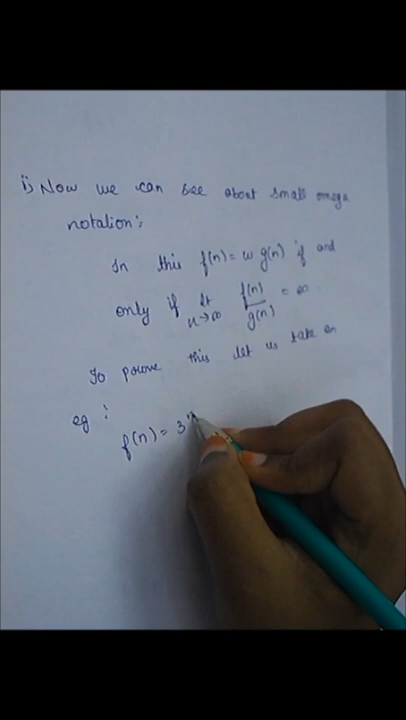 i) Now we can see about small omega
notation:
In this f(n) = ω g(n) if and
only if lt n→∞ f(n)/g(n) = ∞
To prove this let us take an
eg :
f(n) = 3